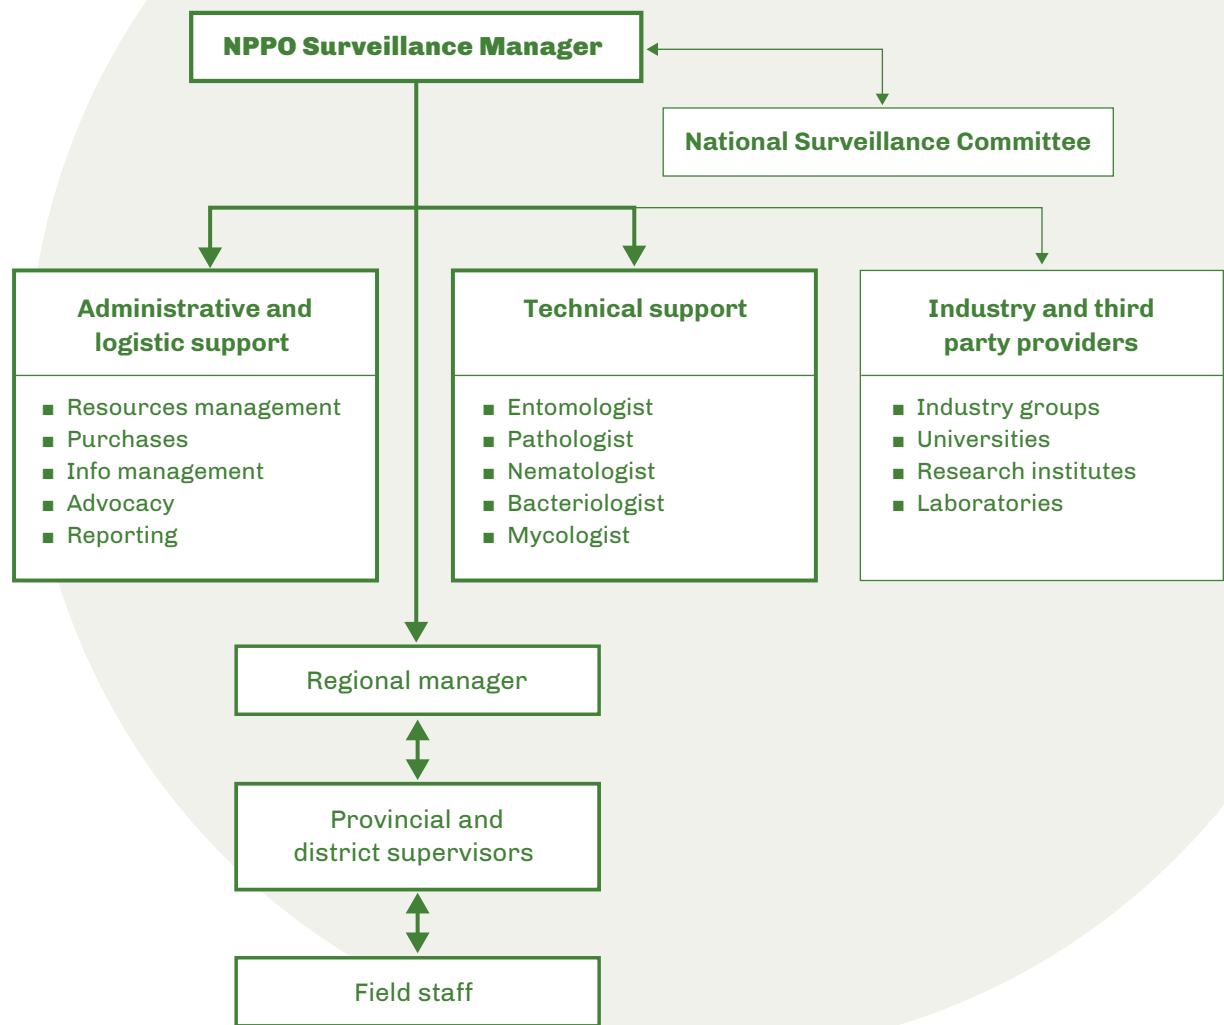 NPPO Surveillance Manager
National Surveillance Committee
Administrative and
logistic support
■ Resources management
■ Purchases
■ Info management
■ Advocacy
■ Reporting
Technical support
■ Entomologist
■ Pathologist
■ Nematologist
■ Bacteriologist
■ Mycologist
Industry and third
party providers
■ Industry groups
■ Universities
■ Research institutes
■ Laboratories
Regional manager
Provincial and
district supervisors
Field staff